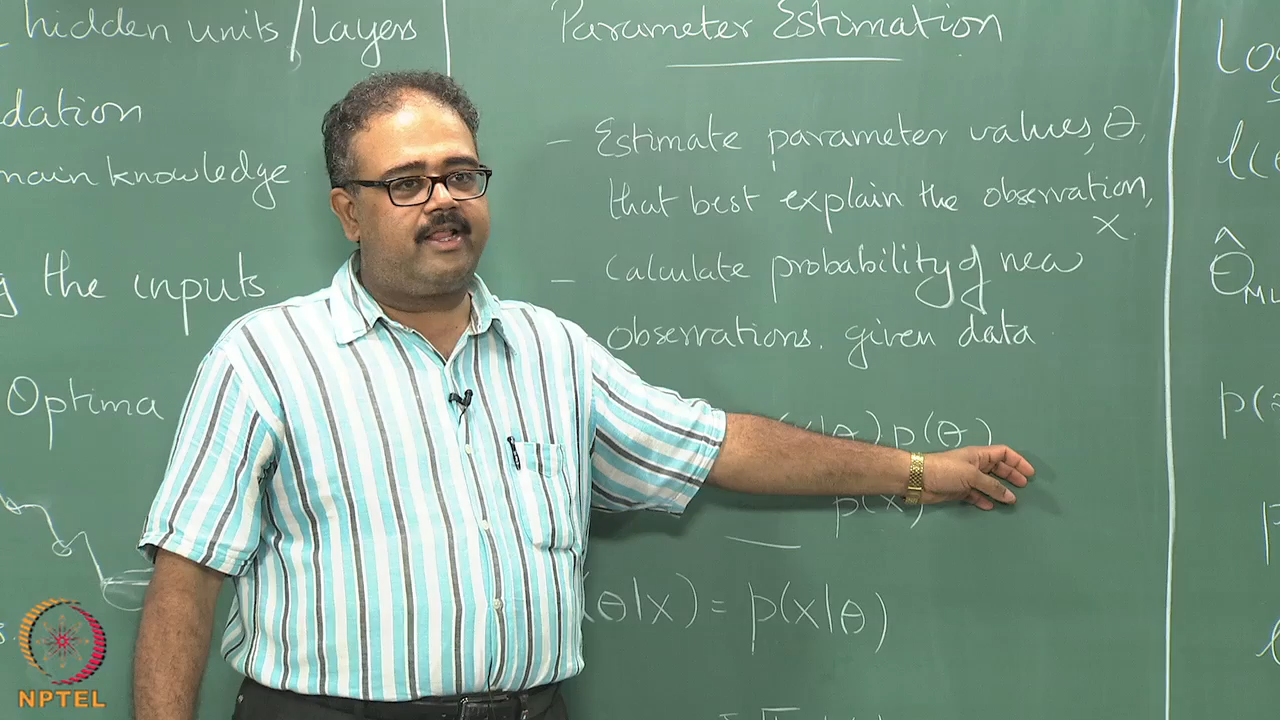 hidden units/Layers
dation
main knowledge
g the inputs
Optima
s.
Parameter Estimation
- Estimate parameter values, θ,
that best explain the observation,
X.
- Calculate probability of new
observations, given data
(X|θ) p(θ)
p(X)
(θ|X) = p(X|θ)
Log
l(
θ̂ML
p(
NPTEL